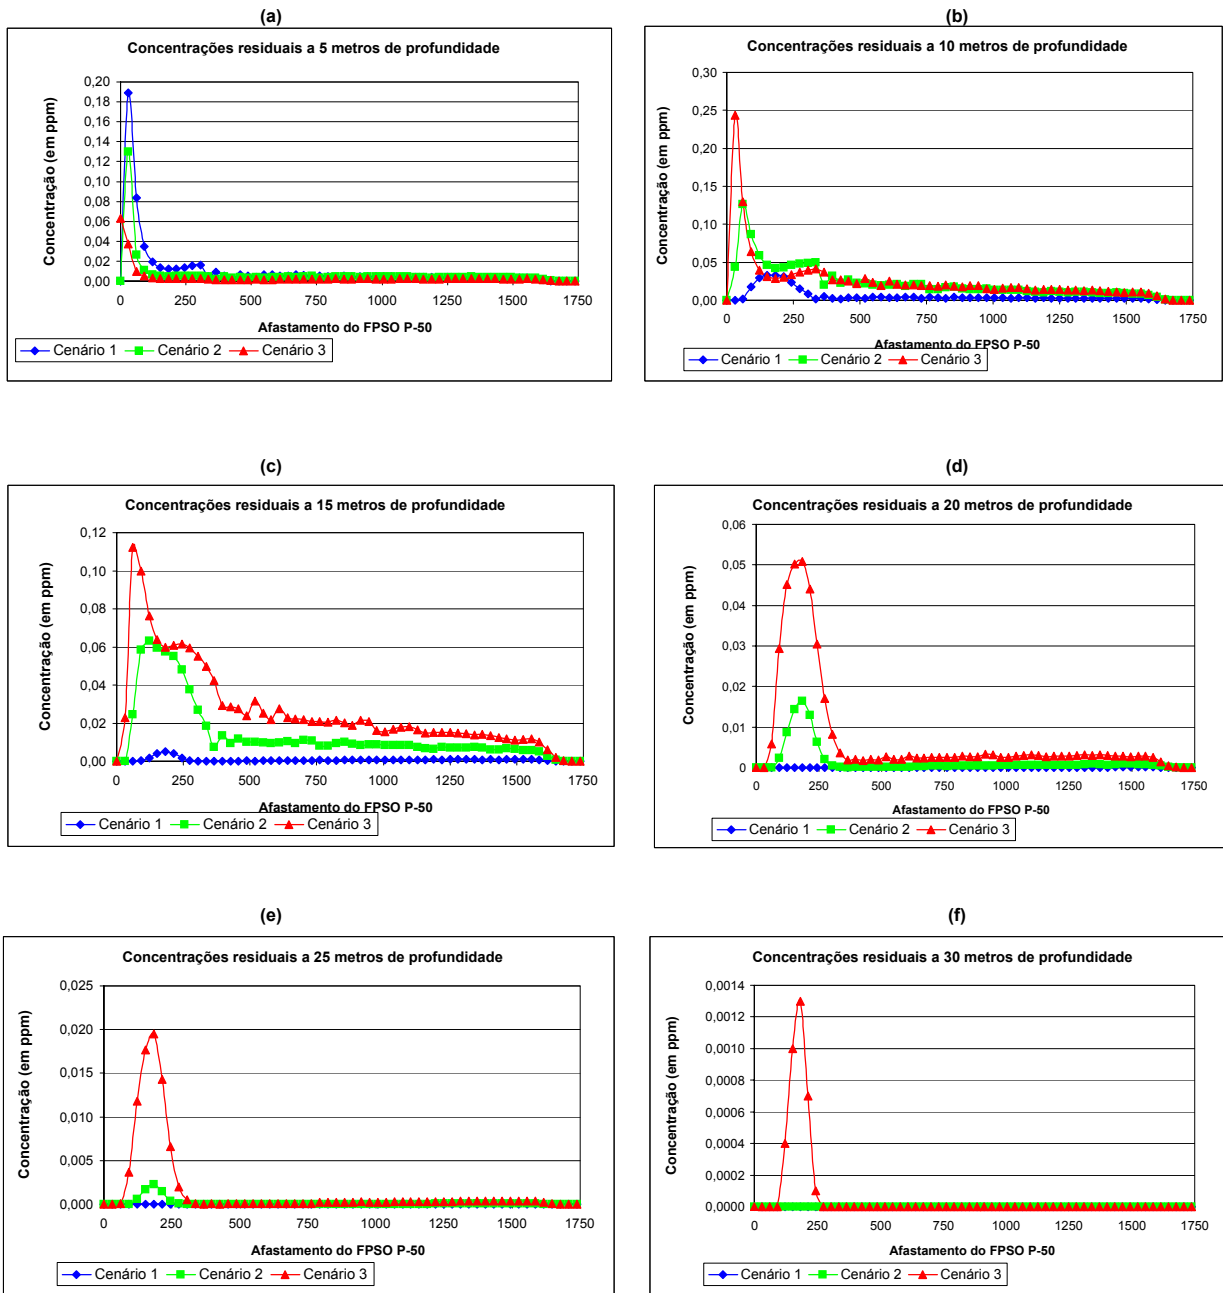 (a)
Concentrações residuais a 5 metros de profundidade
Concentração (em ppm)
0,20
0,18
0,16
0,14
0,12
0,10
0,08
0,06
0,04
0,02
0,00
0 250 500 750 1000 1250 1500 1750
Afastamento do FPSO P-50
Cenário 1 Cenário 2 Cenário 3
(b)
Concentrações residuais a 10 metros de profundidade
Concentração (em ppm)
0,30
0,25
0,20
0,15
0,10
0,05
0,00
0 250 500 750 1000 1250 1500 1750
Afastamento do FPSO P-50
Cenário 1 Cenário 2 Cenário 3
(c)
Concentrações residuais a 15 metros de profundidade
Concentração (em ppm)
0,12
0,10
0,08
0,06
0,04
0,02
0,00
0 250 500 750 1000 1250 1500 1750
Afastamento do FPSO P-50
Cenário 1 Cenário 2 Cenário 3
(d)
Concentrações residuais a 20 metros de profundidade
Concentração (em ppm)
0,06
0,05
0,04
0,03
0,02
0,01
0
0 250 500 750 1000 1250 1500 1750
Afastamento do FPSO P-50
Cenário 1 Cenário 2 Cenário 3
(e)
Concentrações residuais a 25 metros de profundidade
Concentração (em ppm)
0,025
0,020
0,015
0,010
0,005
0,000
0 250 500 750 1000 1250 1500 1750
Afastamento do FPSO P-50
Cenário 1 Cenário 2 Cenário 3
(f)
Concentrações residuais a 30 metros de profundidade
Concentração (em ppm)
0,0014
0,0012
0,0010
0,0008
0,0006
0,0004
0,0002
0,0000
0 250 500 750 1000 1250 1500 1750
Afastamento do FPSO P-50
Cenário 1 Cenário 2 Cenário 3